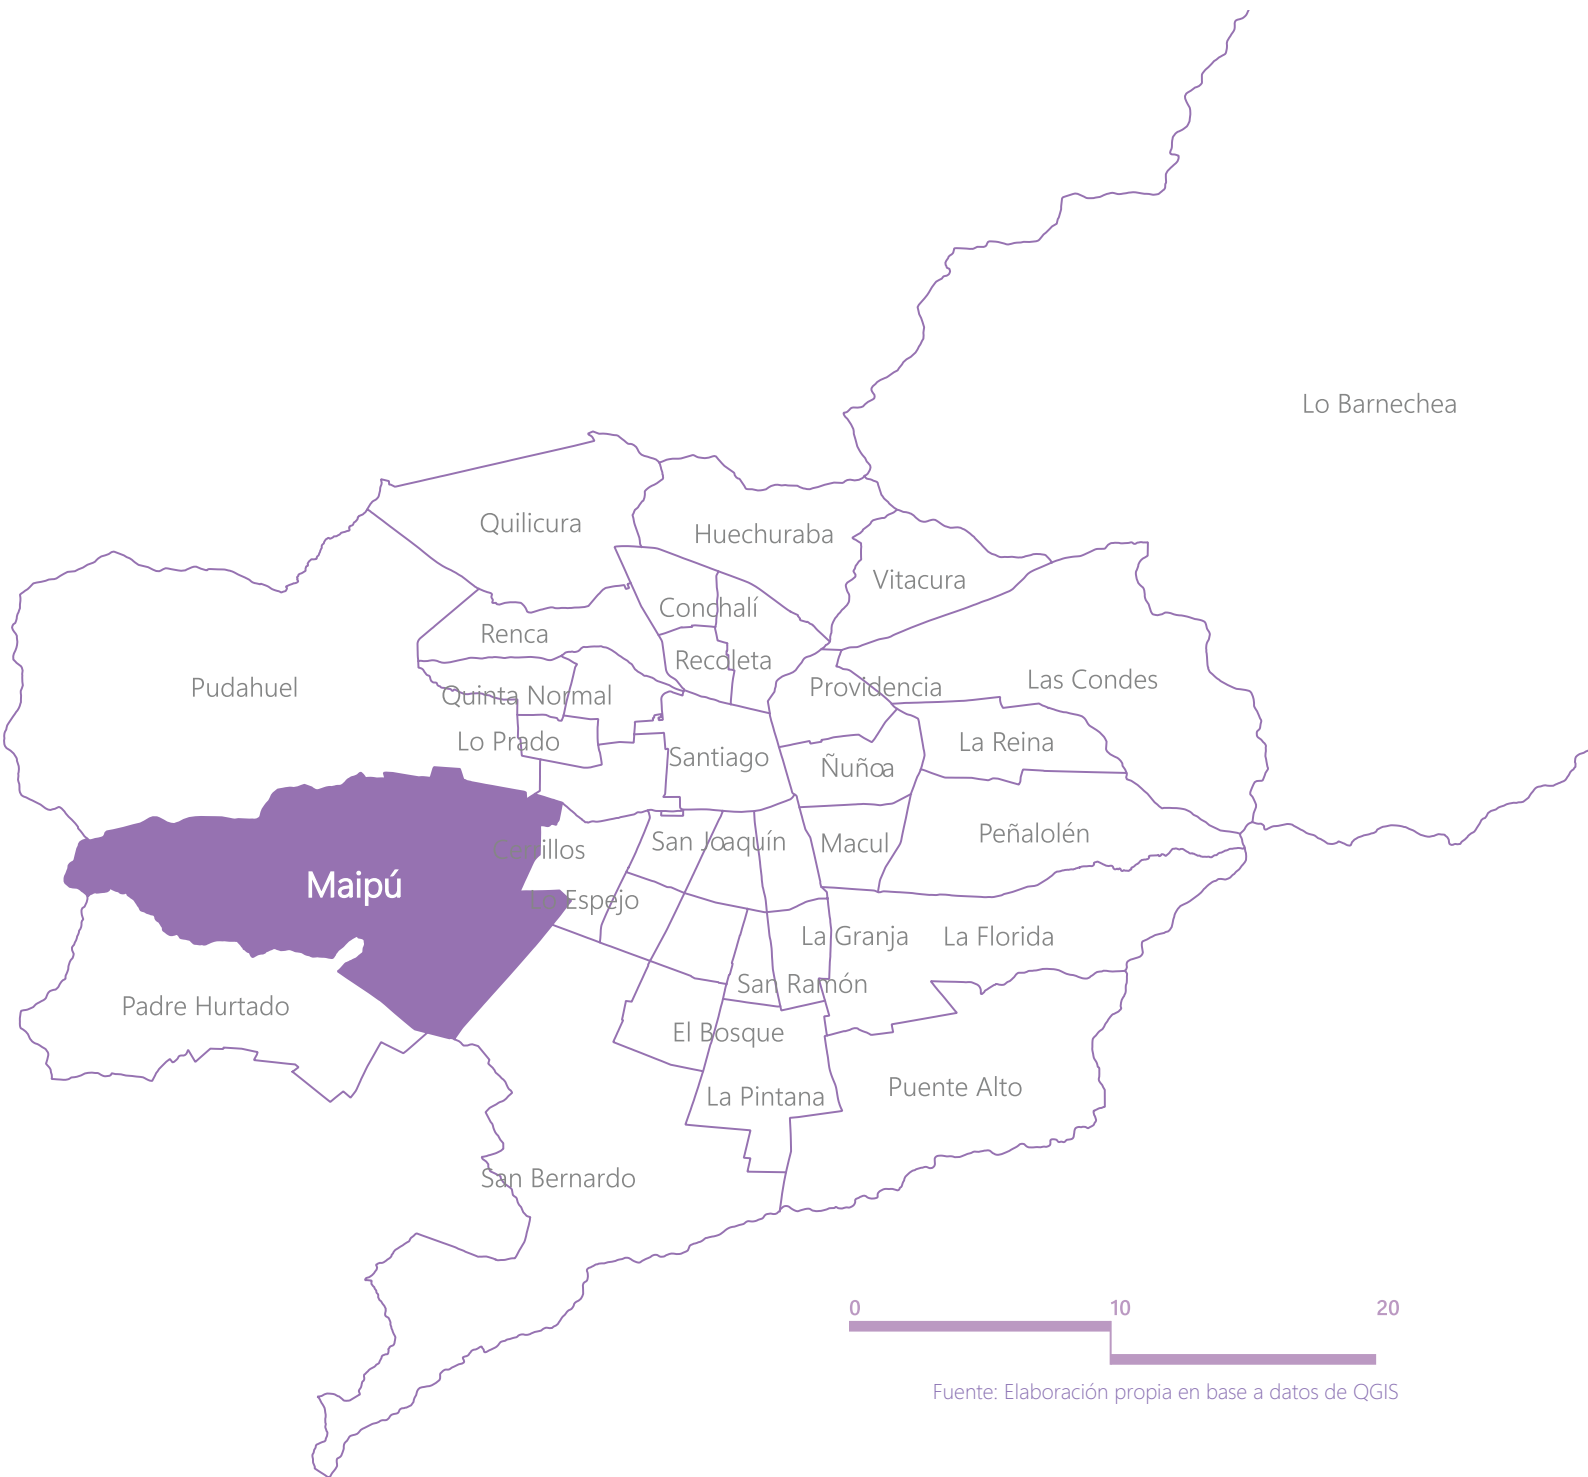 Lo Barnechea
Quilicura
Huechuraba
Vitacura
Conchalí
Renca
Recoleta
Las Condes
Pudahuel
Providencia
Quinta Normal
Lo Prado
La Reina
Santiago
Ñuñoa
Peñalolén
San Joaquín
Macul
Cerrillos
Maipú
Lo Espejo
La Granja
La Florida
San Ramón
Padre Hurtado
El Bosque
Puente Alto
La Pintana
San Bernardo
0 10 20
Fuente: Elaboración propia en base a datos de QGIS